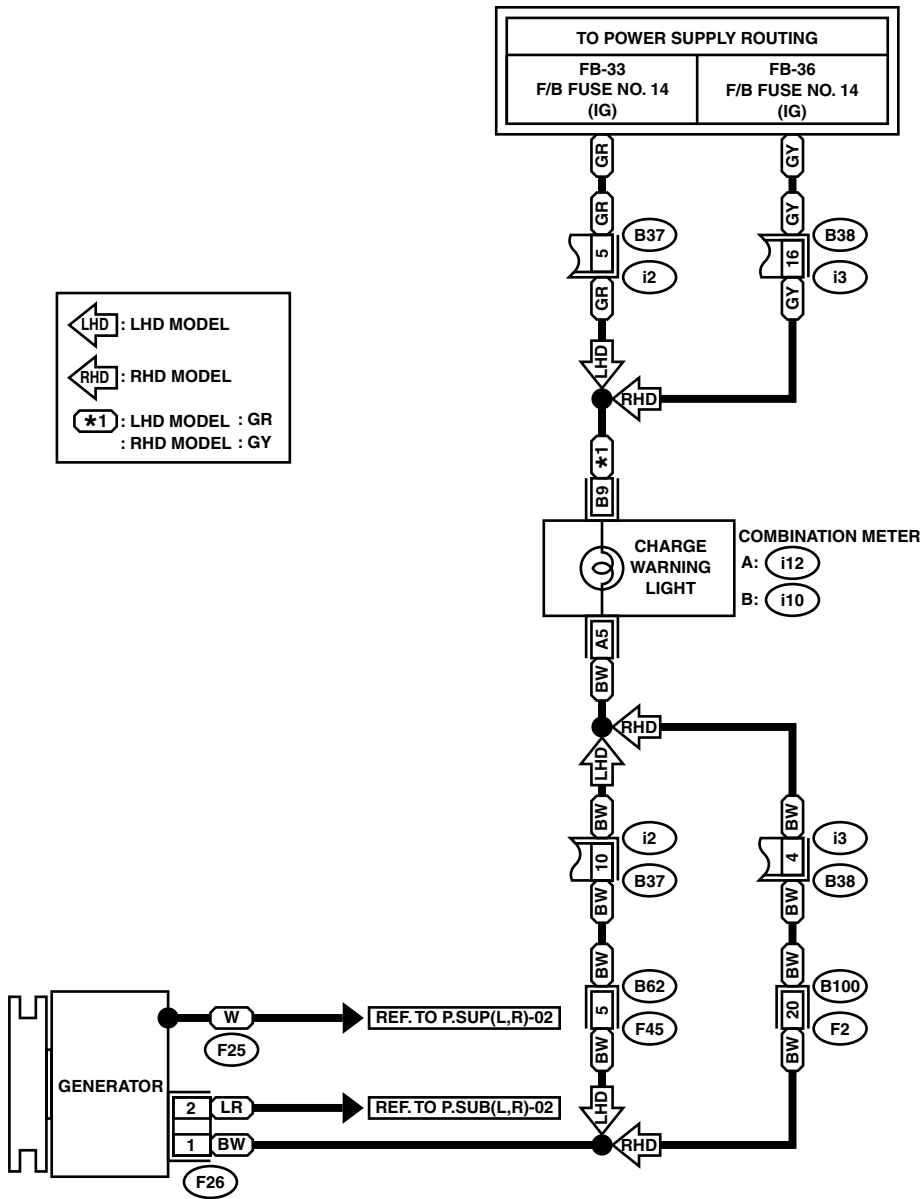 TO POWER SUPPLY ROUTING
FB-33
F/B FUSE NO. 14
(IG)
FB-36
F/B FUSE NO. 14
(IG)
GR
GY
GR
GY
5
B37
i2
16
B38
i3
GR
GY
LHD : LHD MODEL
RHD : RHD MODEL
*1 : LHD MODEL : GR
: RHD MODEL : GY
LHD
RHD
*1
B9
CHARGE
WARNING
LIGHT
COMBINATION METER
A: i12
B: i10
A5
BW
RHD
LHD
BW
BW
10
i2
B37
4
i3
B38
BW
BW
BW
BW
5
B62
F45
20
B100
F2
BW
BW
LHD
RHD
GENERATOR
W
REF. TO P.SUP(L,R)-02
F25
2 LR
REF. TO P.SUB(L,R)-02
1 BW
F26